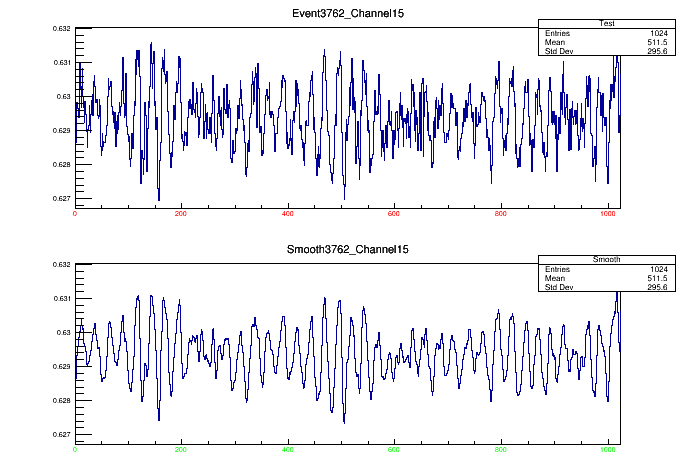 Event3762_Channel15
Test
Entries 1024
Mean 511.5
Std Dev 295.6
0.632
0.631
0.63
0.629
0.628
0.627
0 200 400 600 800 1000
Smooth3762_Channel15
Smooth
Entries 1024
Mean 511.5
Std Dev 295.6
0.632
0.631
0.63
0.629
0.628
0.627
0 200 400 600 800 1000